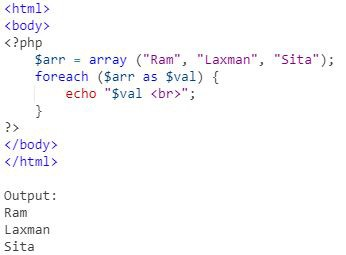 <html>
<body>
<?php
    $arr = array ("Ram", "Laxman", "Sita");
    foreach ($arr as $val) {
        echo "$val <br>";
    }
?>
</body>
</html>

Output:
Ram
Laxman
Sita